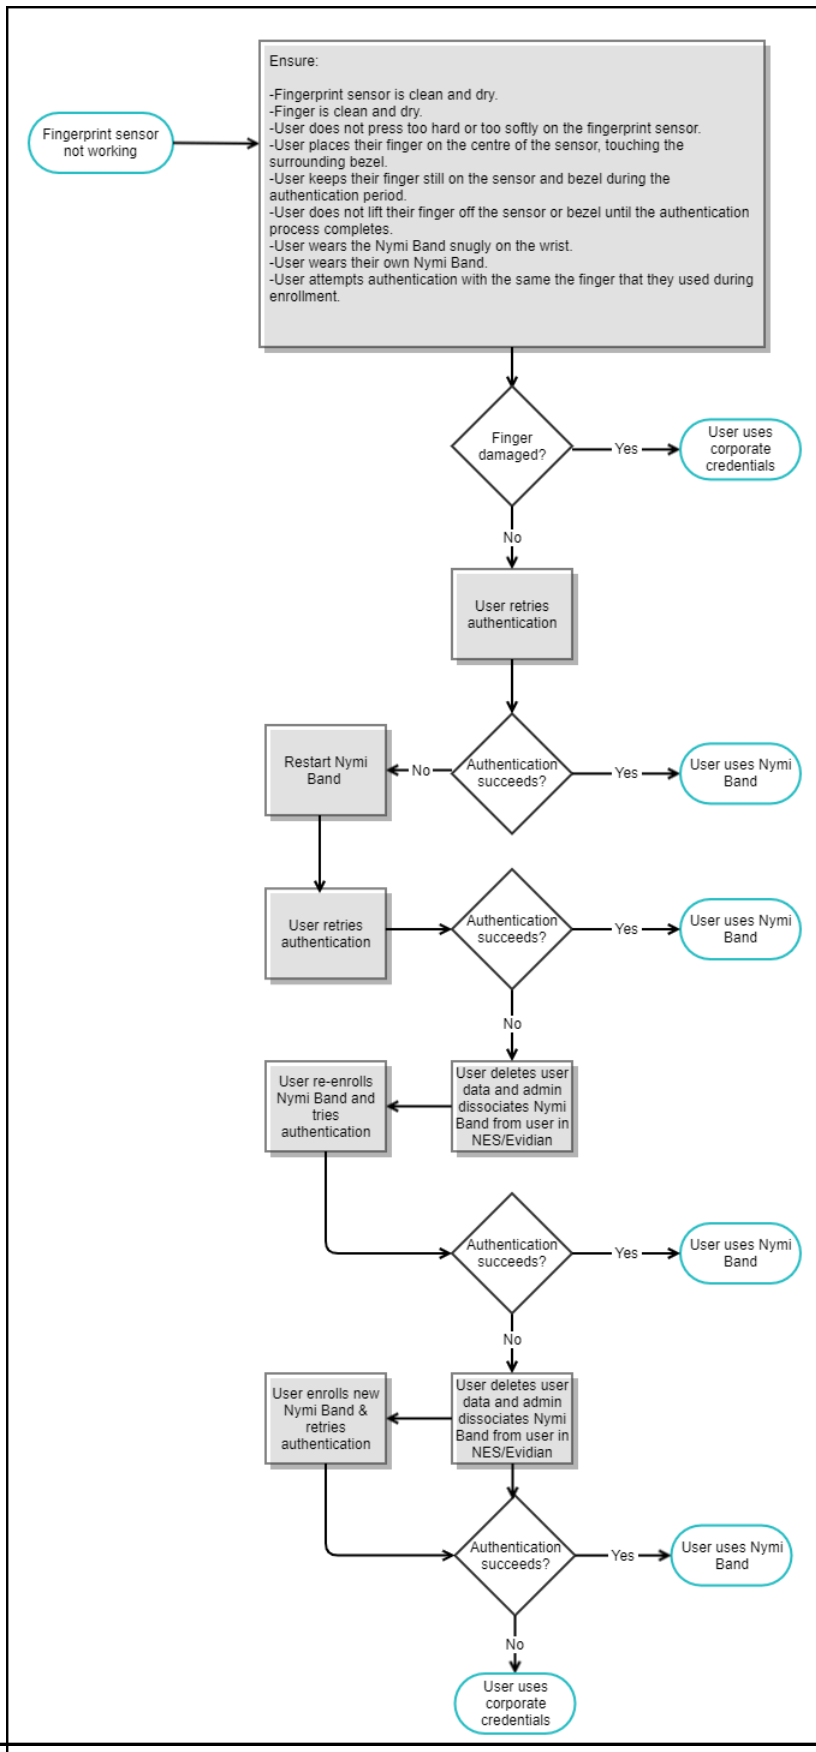 Ensure:
-Fingerprint sensor is clean and dry.
-Finger is clean and dry.
-User does not press too hard or too softly on the fingerprint sensor.
-User places their finger on the centre of the sensor, touching the
surrounding bezel.
-User keeps their finger still on the sensor and bezel during the
authentication period.
-User does not lift their finger off the sensor or bezel until the authentication
process completes.
-User wears the Nymi Band snugly on the wrist.
-User wears their own Nymi Band.
-User attempts authentication with the same the finger that they used during
enrollment.
Fingerprint sensor
not working
Finger
damaged?
Yes
User uses
corporate
credentials
No
User retries
authentication
Authentication
succeeds?
Yes
User uses Nymi
Band
No
Restart Nymi
Band
User retries
authentication
Authentication
succeeds?
Yes
User uses Nymi
Band
No
User deletes user
data and admin
dissociates Nymi
Band from user in
NES/Evidian
User re-enrolls
Nymi Band and
tries
authentication
Authentication
succeeds?
Yes
User uses Nymi
Band
No
User deletes user
data and admin
dissociates Nymi
Band from user in
NES/Evidian
User enrolls new
Nymi Band &
retries
authentication
Authentication
succeeds?
Yes
User uses Nymi
Band
No
User uses
corporate
credentials